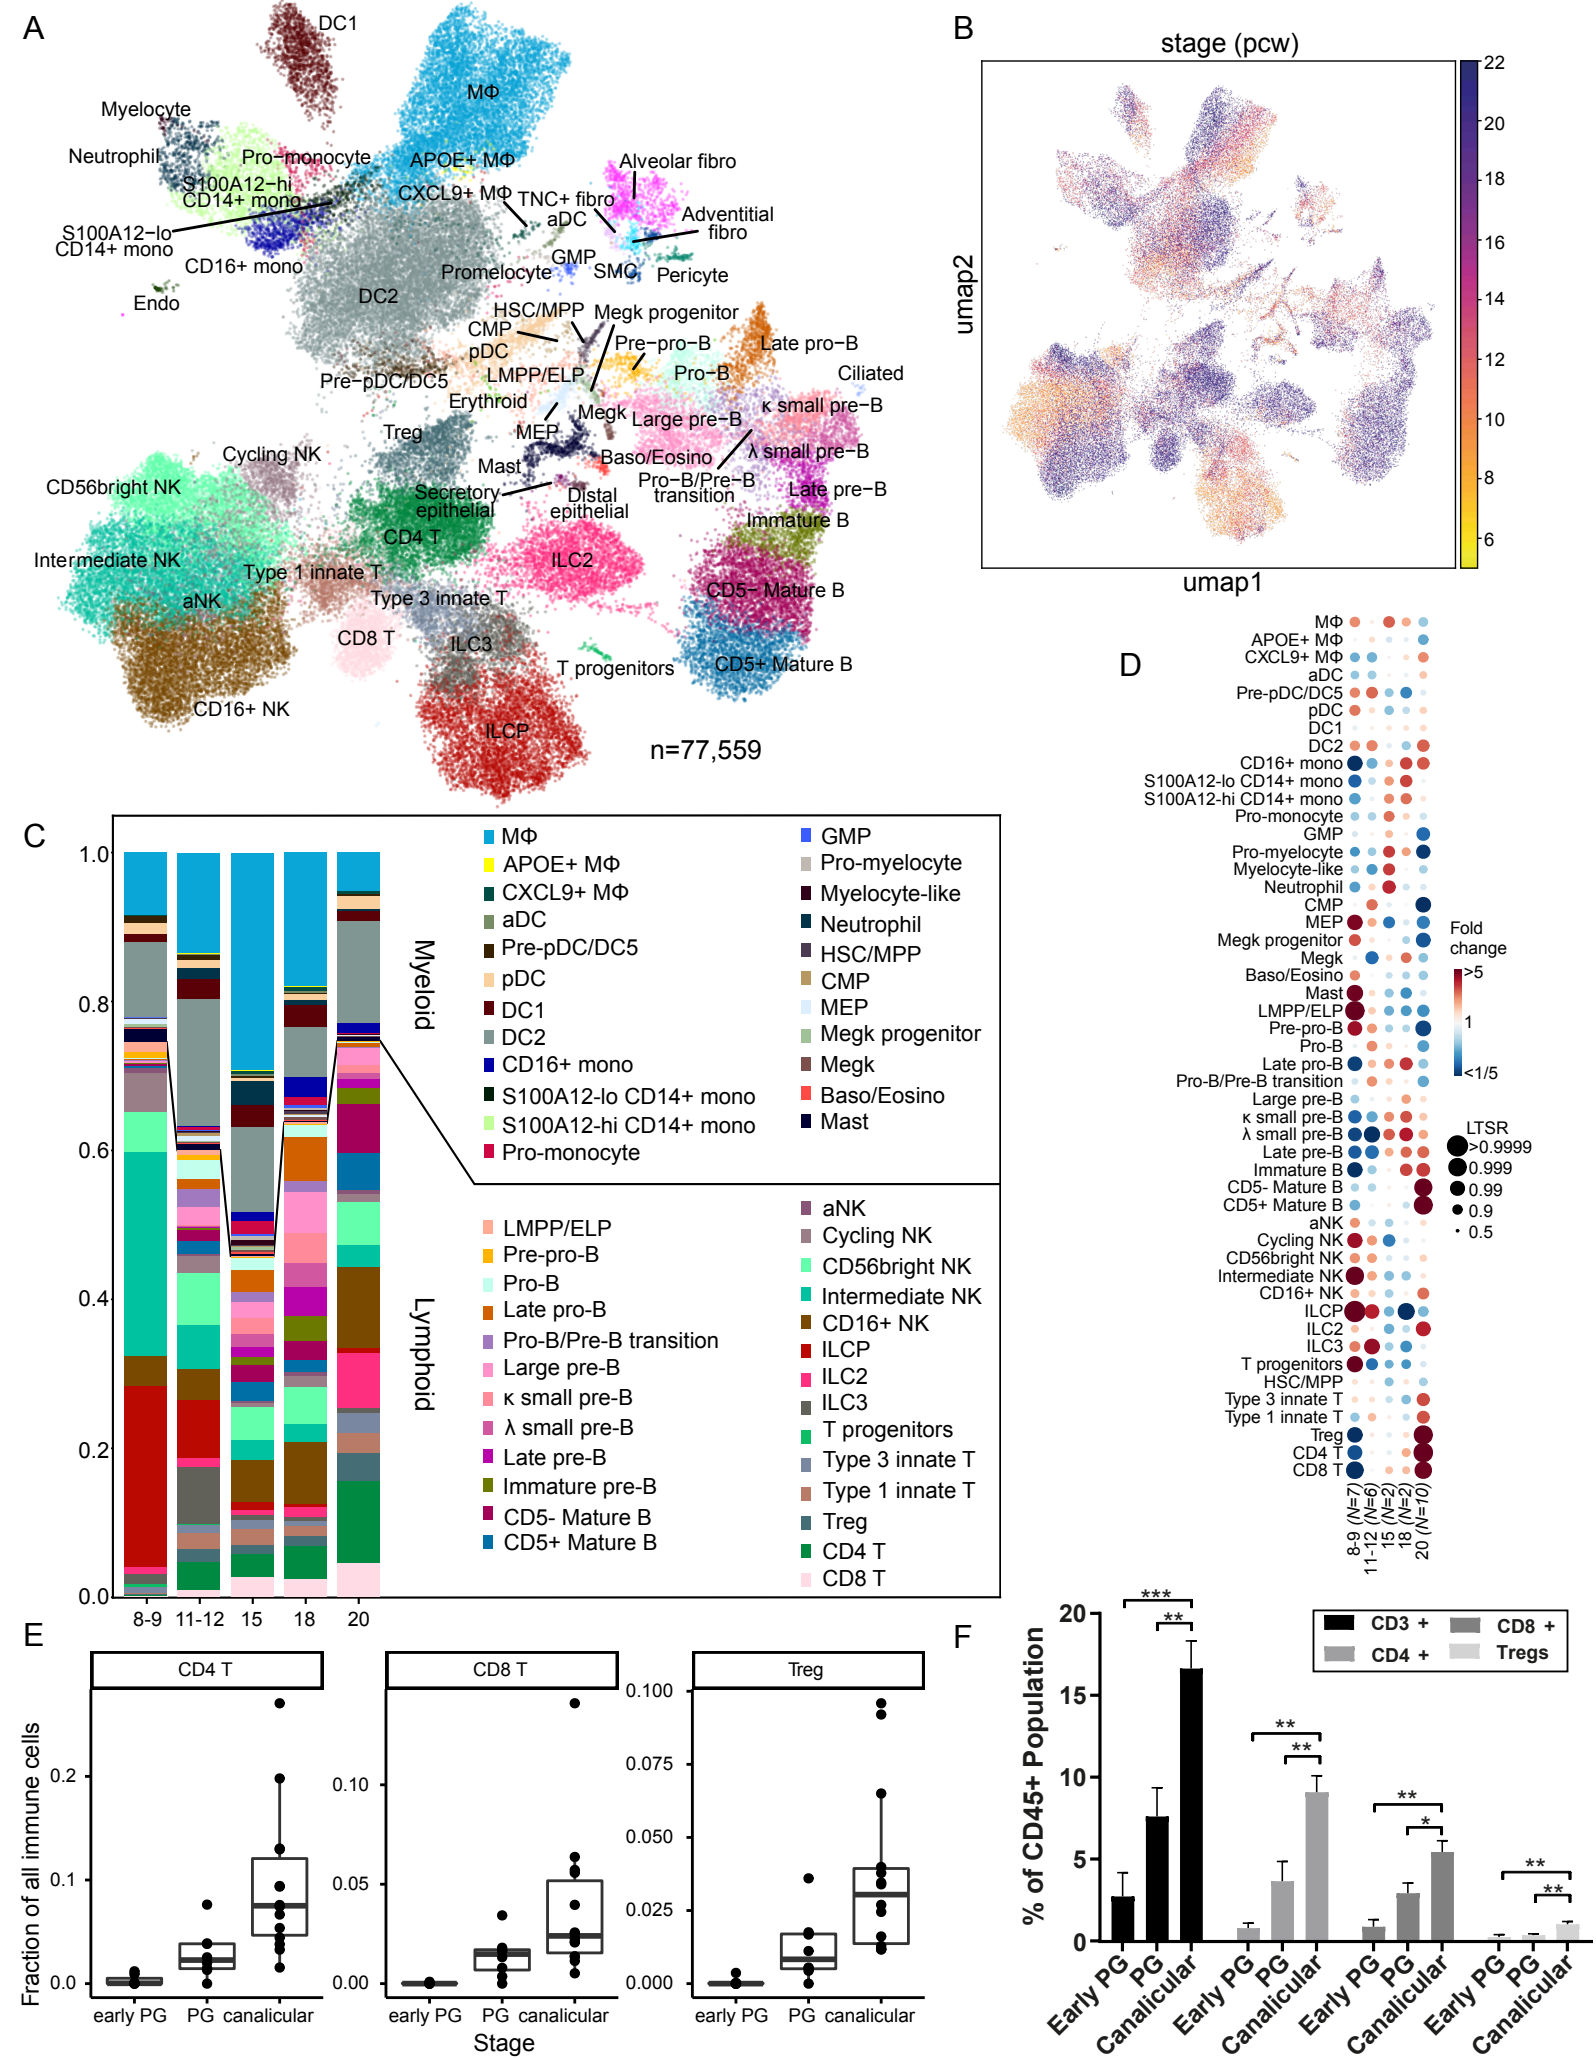 A
DC1
MΦ
Myelocyte
Neutrophil
Pro−monocyte
APOE+ MΦ
Alveolar fibro
S100A12−hi
CD14+ mono
CXCL9+ MΦ
TNC+ fibro
aDC
Adventitial
fibro
S100A12−lo
CD14+ mono
CD16+ mono
GMP
Promelocyte
SMC
Pericyte
Endo
DC2
HSC/MPP
Megk progenitor
CMP
pDC
Pre−pro−B
Late pro−B
Pre−pDC/DC5
LMPP/ELP
Pro−B
Ciliated
Erythroid
Megk
Large pre−B
κ small pre−B
Treg
MEP
Cycling NK
Mast
Baso/Eosino
λ small pre−B
CD56bright NK
Pro−B/Pre−B
transition
Secretory
epithelial
Distal
epithelial
Late pre−B
Immature B
CD4 T
Intermediate NK
Type 1 innate T
ILC2
aNK
Type 3 innate T
CD5− Mature B
CD8 T
ILC3
T progenitors
CD5+ Mature B
CD16+ NK
ILCP
n=77,559
B
stage (pcw)
umap2
umap1
22
20
18
16
14
12
10
8
6
C
1.0
0.8
0.6
0.4
0.2
0.0
8-9
11-12
15
18
20
Myeloid
Lymphoid
MΦ
APOE+ MΦ
CXCL9+ MΦ
aDC
Pre-pDC/DC5
pDC
DC1
DC2
CD16+ mono
S100A12-lo CD14+ mono
S100A12-hi CD14+ mono
Pro-monocyte
GMP
Pro-myelocyte
Myelocyte-like
Neutrophil
HSC/MPP
CMP
MEP
Megk progenitor
Megk
Baso/Eosino
Mast
LMPP/ELP
Pre-pro-B
Pro-B
Late pro-B
Pro-B/Pre-B transition
Large pre-B
κ small pre-B
λ small pre-B
Late pre-B
Immature pre-B
CD5- Mature B
CD5+ Mature B
aNK
Cycling NK
CD56bright NK
Intermediate NK
CD16+ NK
ILCP
ILC2
ILC3
T progenitors
Type 3 innate T
Type 1 innate T
Treg
CD4 T
CD8 T
D
MΦ
APOE+ MΦ
CXCL9+ MΦ
aDC
Pre-pDC/DC5
pDC
DC1
DC2
CD16+ mono
S100A12-lo CD14+ mono
S100A12-hi CD14+ mono
Pro-monocyte
GMP
Pro-myelocyte
Myelocyte-like
Neutrophil
CMP
MEP
Megk progenitor
Megk
Baso/Eosino
Mast
LMPP/ELP
Pre-pro-B
Pro-B
Late pro-B
Pro-B/Pre-B transition
Large pre-B
κ small pre-B
λ small pre-B
Late pre-B
Immature B
CD5- Mature B
CD5+ Mature B
aNK
Cycling NK
CD56bright NK
Intermediate NK
CD16+ NK
ILCP
ILC2
ILC3
T progenitors
HSC/MPP
Type 3 innate T
Type 1 innate T
Treg
CD4 T
CD8 T
8-9 (N=7)
11-12 (N=6)
15 (N=2)
18 (N=2)
20 (N=10)
Fold
change
>5
1
<1/5
LTSR
>0.9999
0.999
0.99
0.9
0.5
E
Fraction of all immune cells
CD4 T
0.2
0.1
0.0
early PG
PG
canalicular
CD8 T
0.10
0.05
0.00
early PG
PG
canalicular
Treg
0.100
0.075
0.050
0.025
0.000
early PG
PG
canalicular
Stage
F
% of CD45+ Population
20
15
10
5
0
CD3 +
CD4 +
CD8 +
Tregs
***
**
**
**
**
*
**
**
Early PG
PG
Canalicular
Early PG
PG
Canalicular
Early PG
PG
Canalicular
Early PG
PG
Canalicular